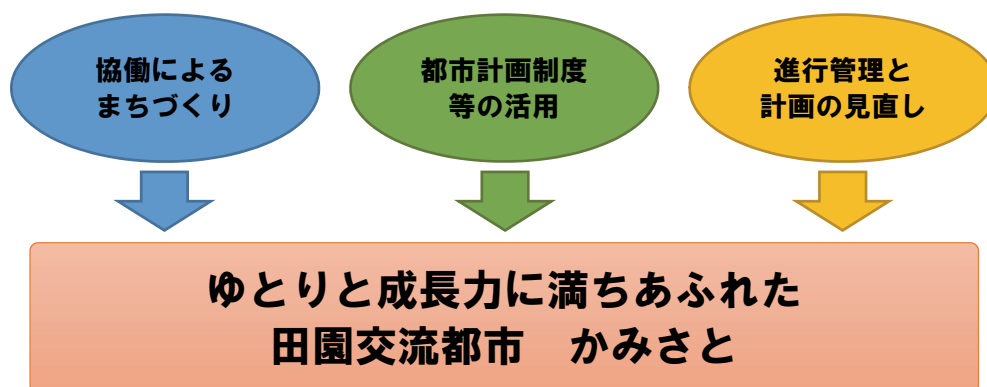 協働による
まちづくり
都市計画制度
等の活用
進行管理と
計画の見直し
ゆとりと成長力に満ちあふれた
田園交流都市　かみさと